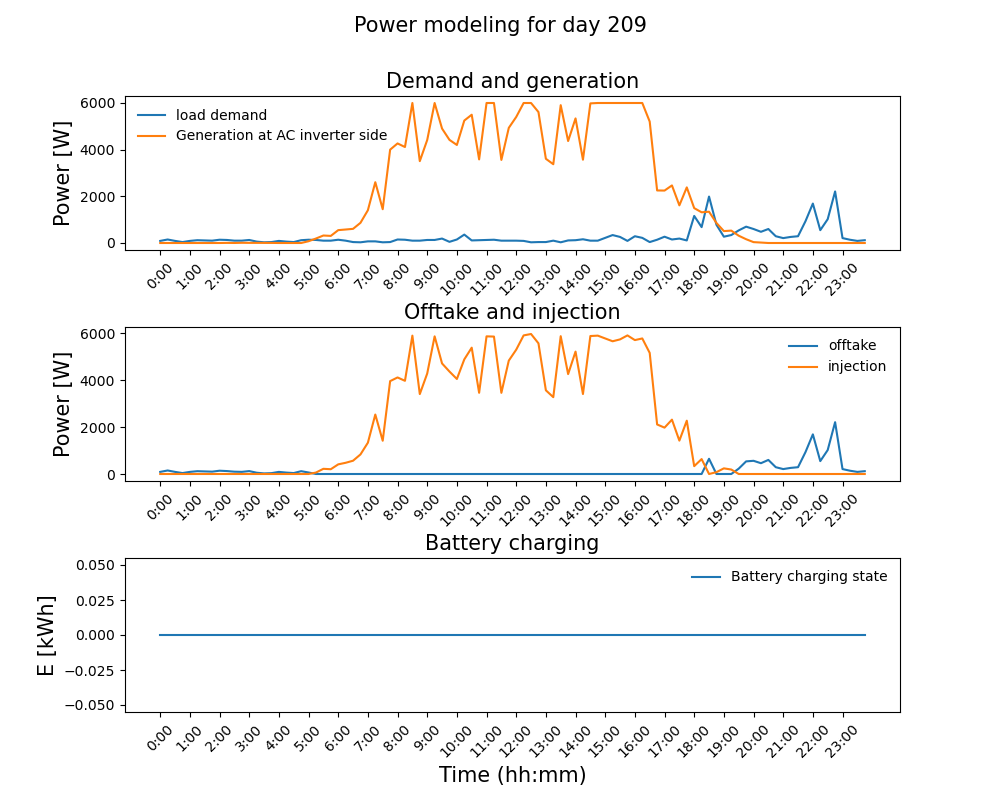 Power modeling for day 209
Demand and generation
Power [W]
6000
4000
2000
0
load demand
Generation at AC inverter side
0:00 1:00 2:00 3:00 4:00 5:00 6:00 7:00 8:00 9:00 10:00 11:00 12:00 13:00 14:00 15:00 16:00 17:00 18:00 19:00 20:00 21:00 22:00 23:00
Offtake and injection
Power [W]
6000
4000
2000
0
offtake
injection
0:00 1:00 2:00 3:00 4:00 5:00 6:00 7:00 8:00 9:00 10:00 11:00 12:00 13:00 14:00 15:00 16:00 17:00 18:00 19:00 20:00 21:00 22:00 23:00
Battery charging
E [kWh]
0.050
0.025
0.000
−0.025
−0.050
Battery charging state
0:00 1:00 2:00 3:00 4:00 5:00 6:00 7:00 8:00 9:00 10:00 11:00 12:00 13:00 14:00 15:00 16:00 17:00 18:00 19:00 20:00 21:00 22:00 23:00
Time (hh:mm)